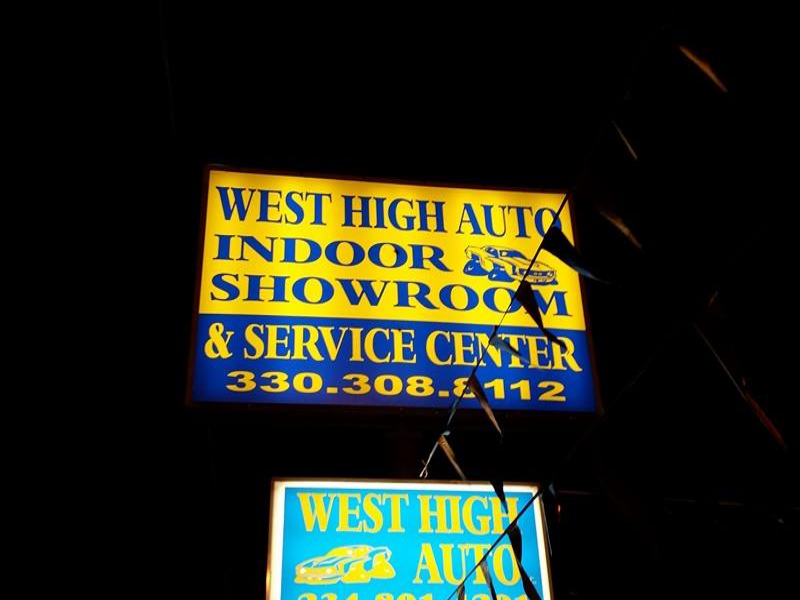 WEST HIGH AUTO
INDOOR
SHOWROOM
& SERVICE CENTER
330.308.8112
WEST HIGH
AUTO